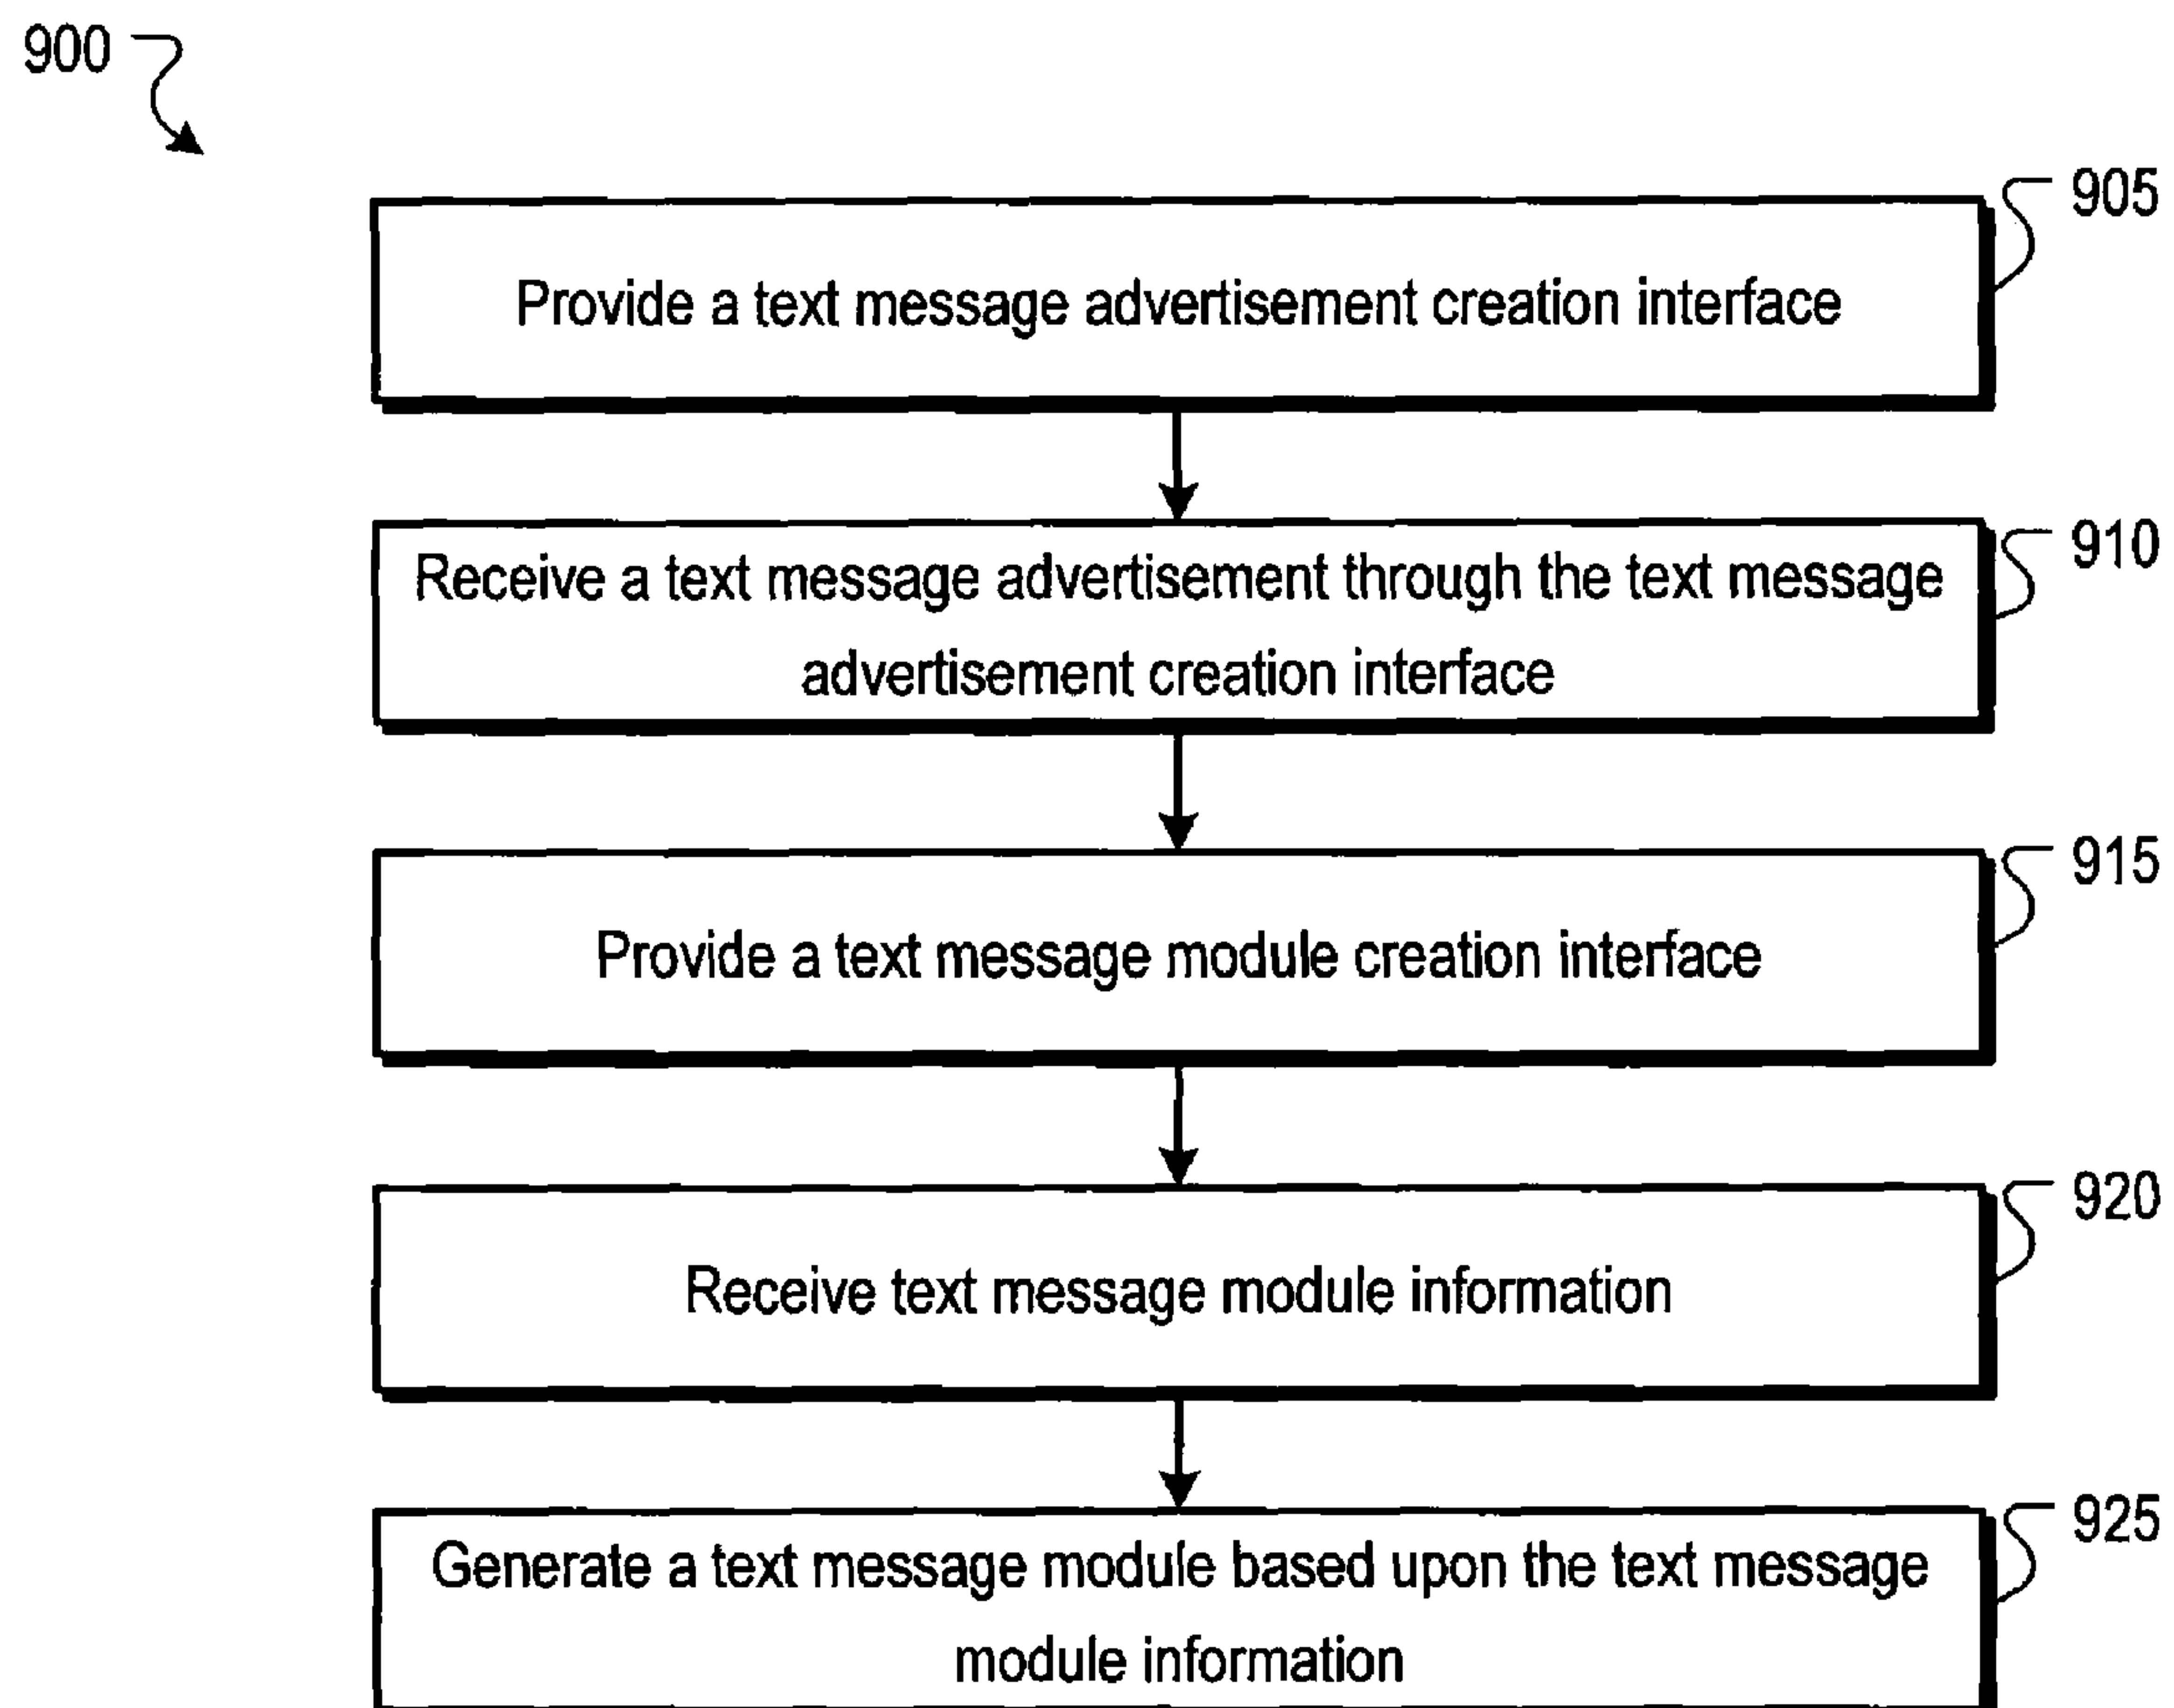 900
905
Provide a text message advertisement creation interface
910
Receive a text message advertisement through the text message
advertisement creation interface
915
Provide a text message module creation interface
920
Receive text message module information
925
Generate a text message module based upon the text message
module information